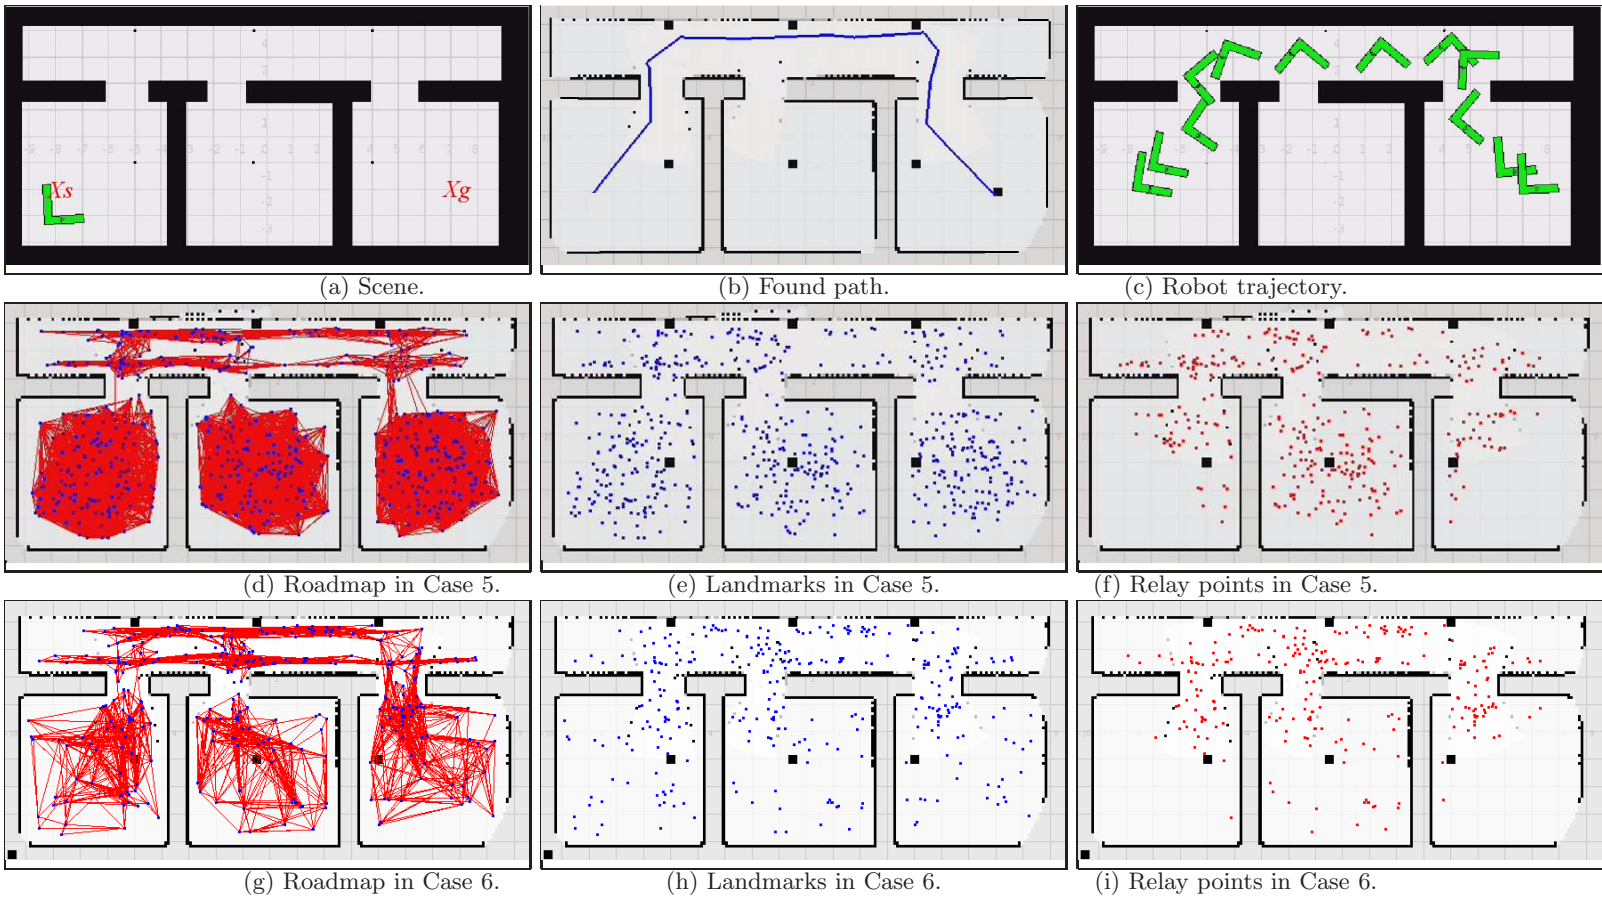 Xs
Xg
(a) Scene.
(b) Found path.
(c) Robot trajectory.
(d) Roadmap in Case 5.
(e) Landmarks in Case 5.
(f) Relay points in Case 5.
(g) Roadmap in Case 6.
(h) Landmarks in Case 6.
(i) Relay points in Case 6.